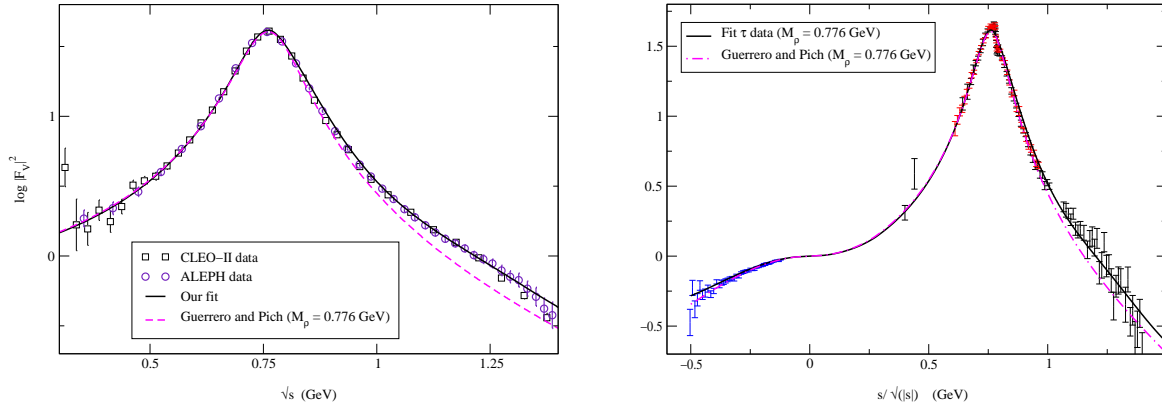 log |F_V|^2
1
0
0.5
0.75
1
1.25
√s (GeV)
CLEO−II data
ALEPH data
Our fit
Guerrero and Pich (M_ρ = 0.776 GeV)
Fit τ data (M_ρ = 0.776 GeV)
Guerrero and Pich (M_ρ = 0.776 GeV)
1.5
1
0.5
0
−0.5
−0.5
0
0.5
1
s/√(|s|) (GeV)